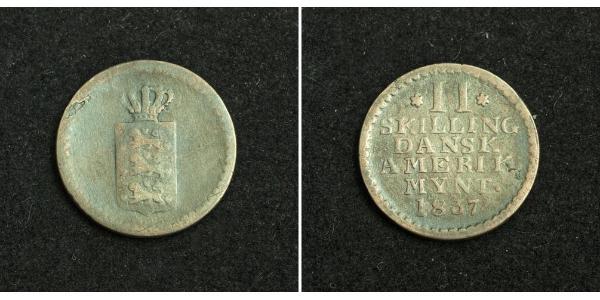 * II *
SKILLING
DANSK
AMERIK.
MYNT.
1837